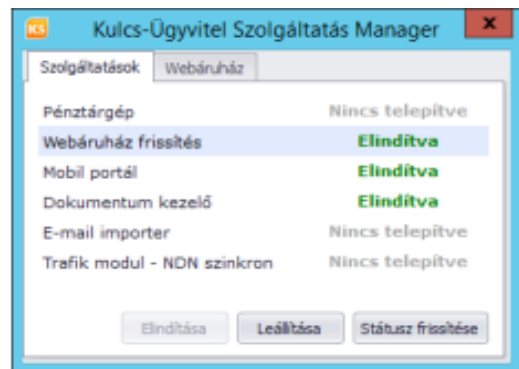 KS Kulcs-Ügyvitel Szolgáltatás Manager x
Szolgáltatások Webáruház
Pénztárgép Nincs telepítve
Webáruház frissítés Elindítva
Mobil portál Elindítva
Dokumentum kezelő Elindítva
E-mail importer Nincs telepítve
Trafik modul - NDN szinkron Nincs telepítve
Elindítása Leállítása Státusz frissítése